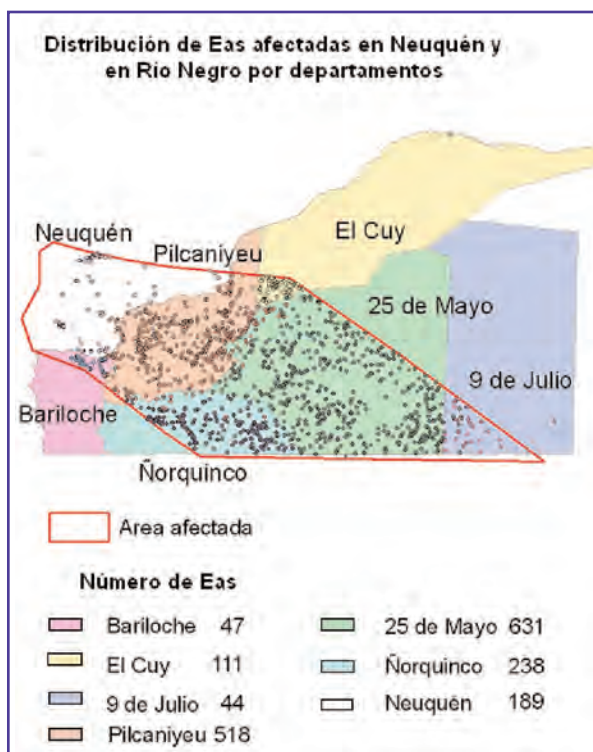 Distribución de Eas afectadas en Neuquén y
en Río Negro por departamentos
Neuquén
Pilcaniyeu
El Cuy
25 de Mayo
9 de Julio
Bariloche
Ñorquinco
Area afectada
Número de Eas
Bariloche 47
El Cuy 111
9 de Julio 44
Pilcaniyeu 518
25 de Mayo 631
Ñorquinco 238
Neuquén 189